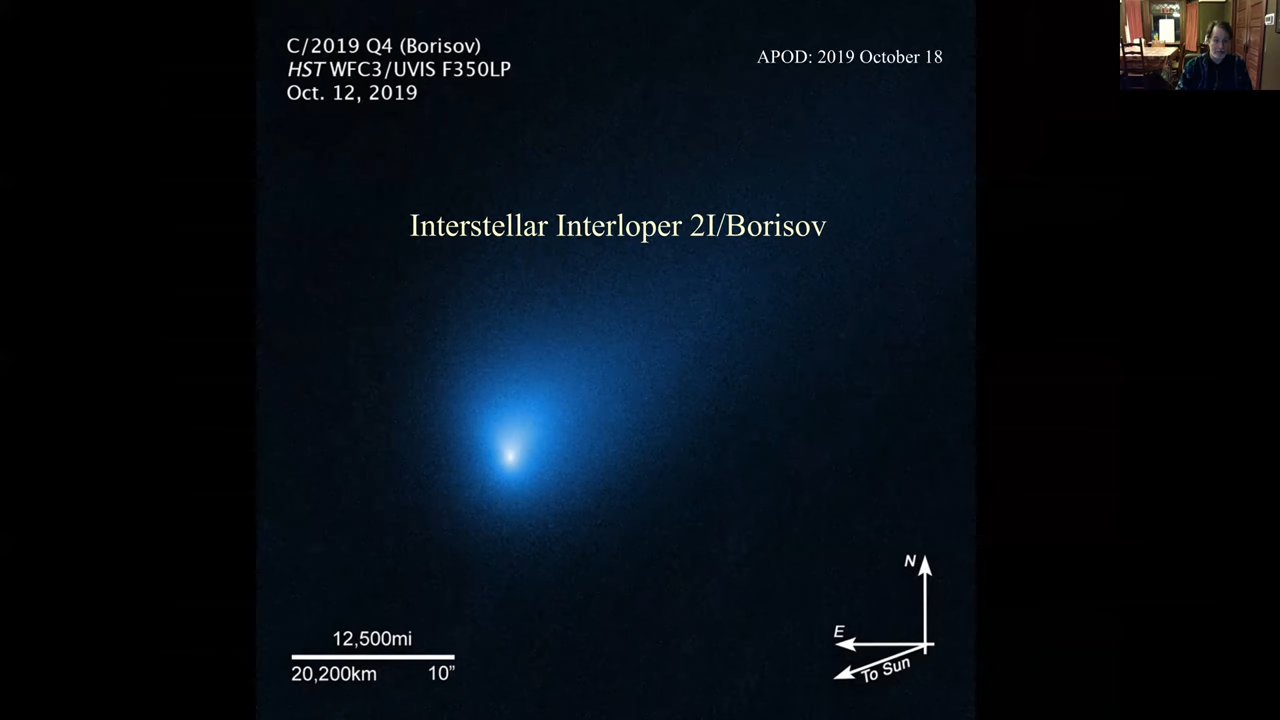 C/2019 Q4 (Borisov)
HST WFC3/UVIS F350LP
Oct. 12, 2019
APOD: 2019 October 18
Interstellar Interloper 2I/Borisov
N
E
To Sun
12,500mi
20,200km 10”